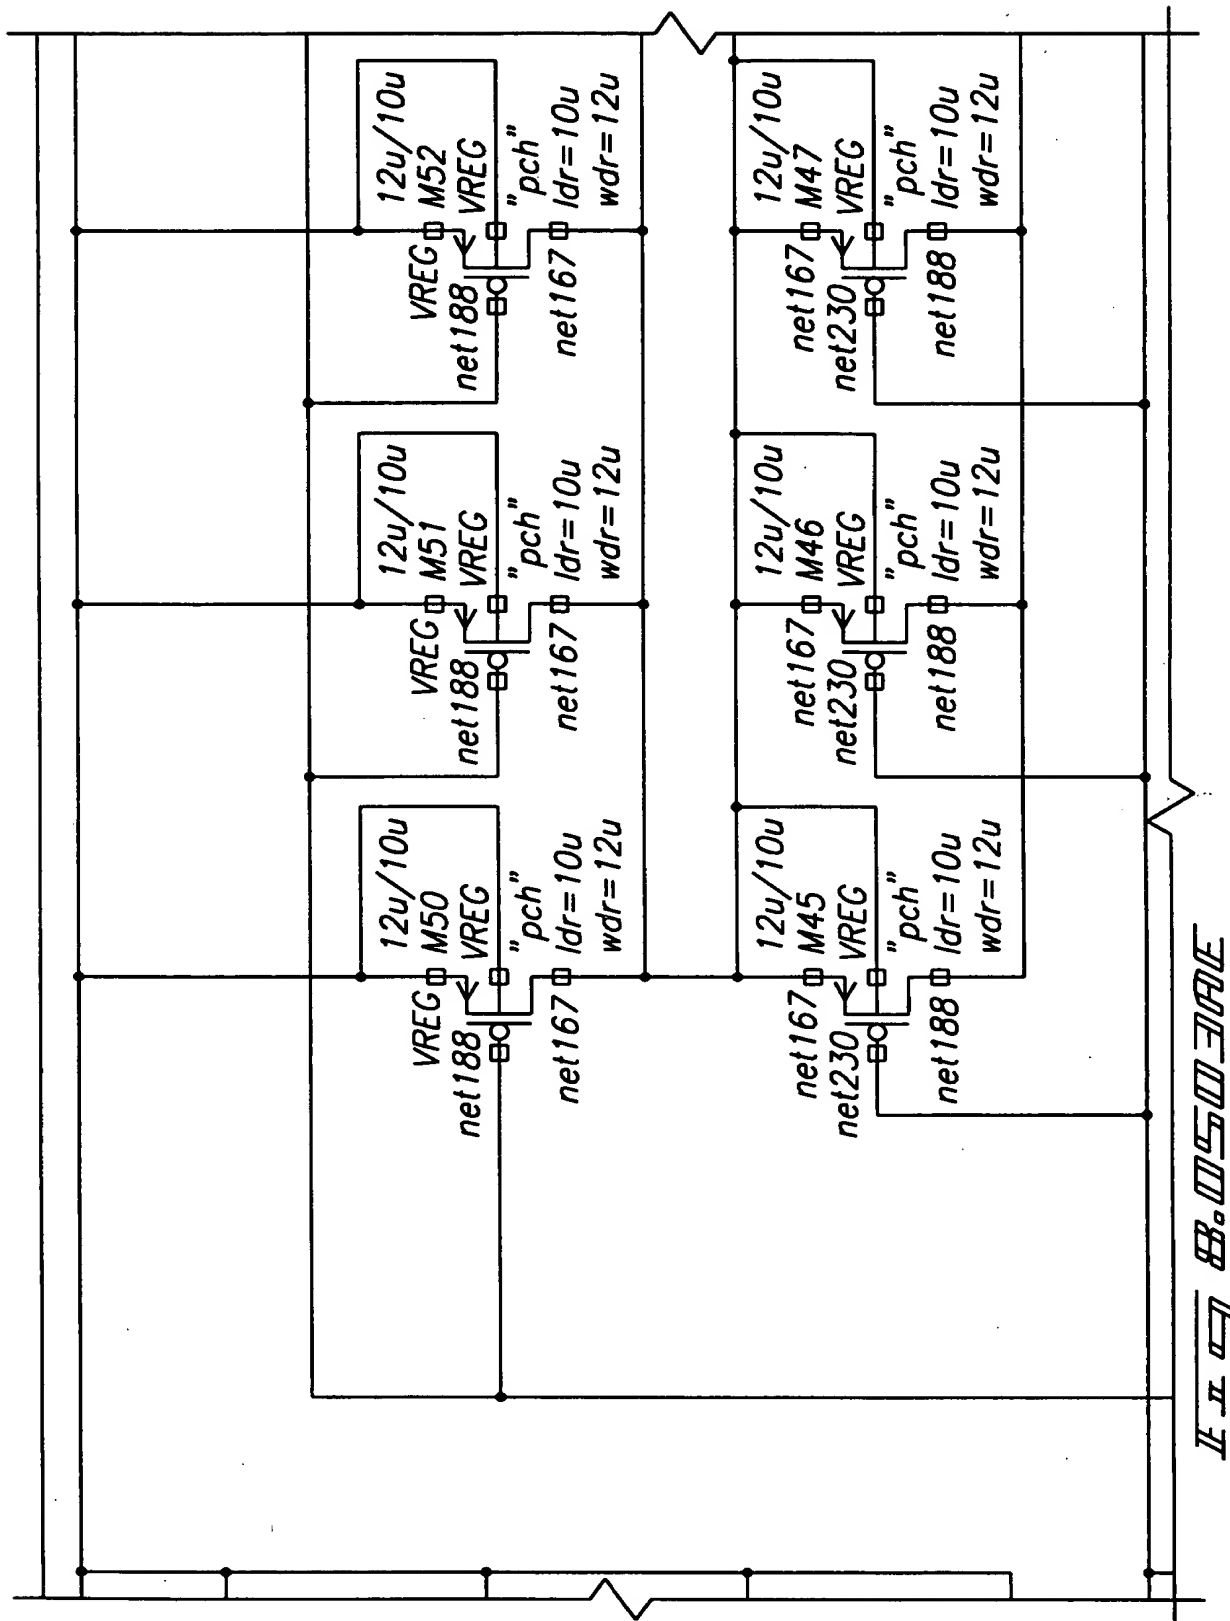 12u/10u
VREG M50
net188 VREG
"pch"
net167 ldr=10u
wdr=12u
12u/10u
VREG M51
net188 VREG
"pch"
net167 ldr=10u
wdr=12u
12u/10u
VREG M52
net188 VREG
"pch"
net167 ldr=10u
wdr=12u
12u/10u
net167 M45
net230 VREG
"pch"
net188 ldr=10u
wdr=12u
12u/10u
net167 M46
net230 VREG
"pch"
net188 ldr=10u
wdr=12u
12u/10u
net167 M47
net230 VREG
"pch"
net188 ldr=10u
wdr=12u
FIG 8.0503AE